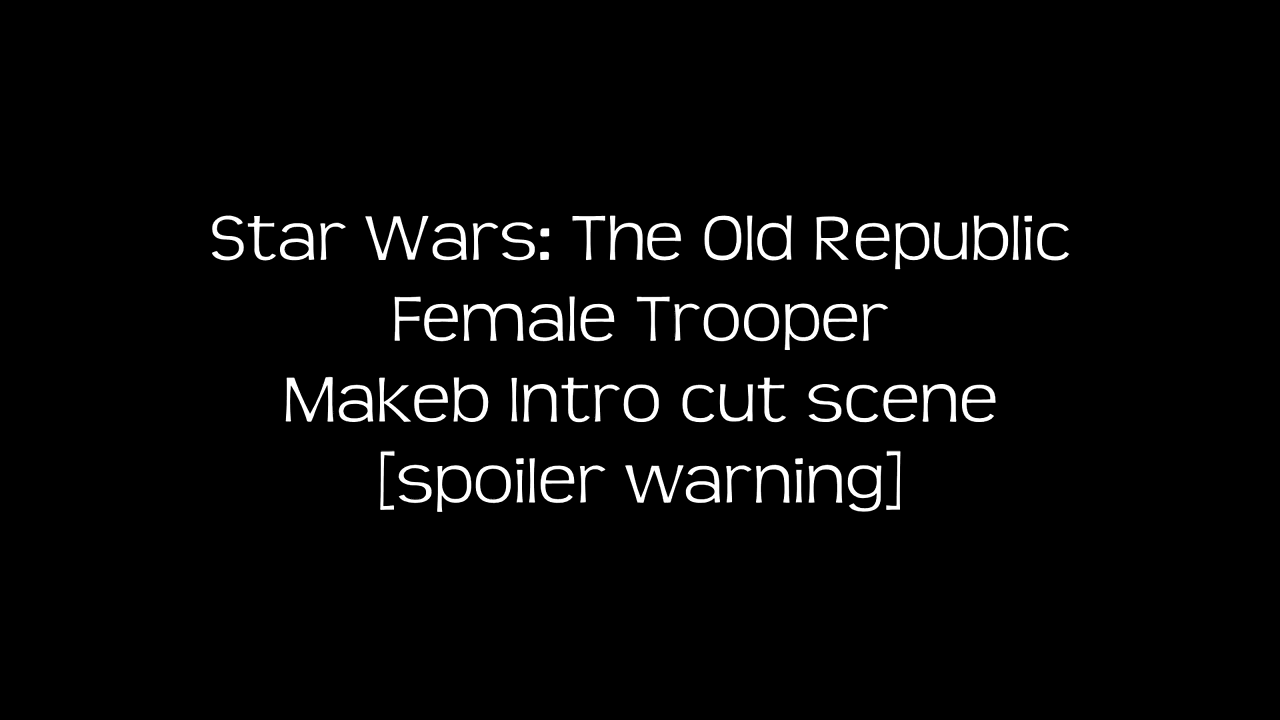 Star Wars: The Old Republic
Female Trooper
Makeb Intro cut scene
[spoiler warning]